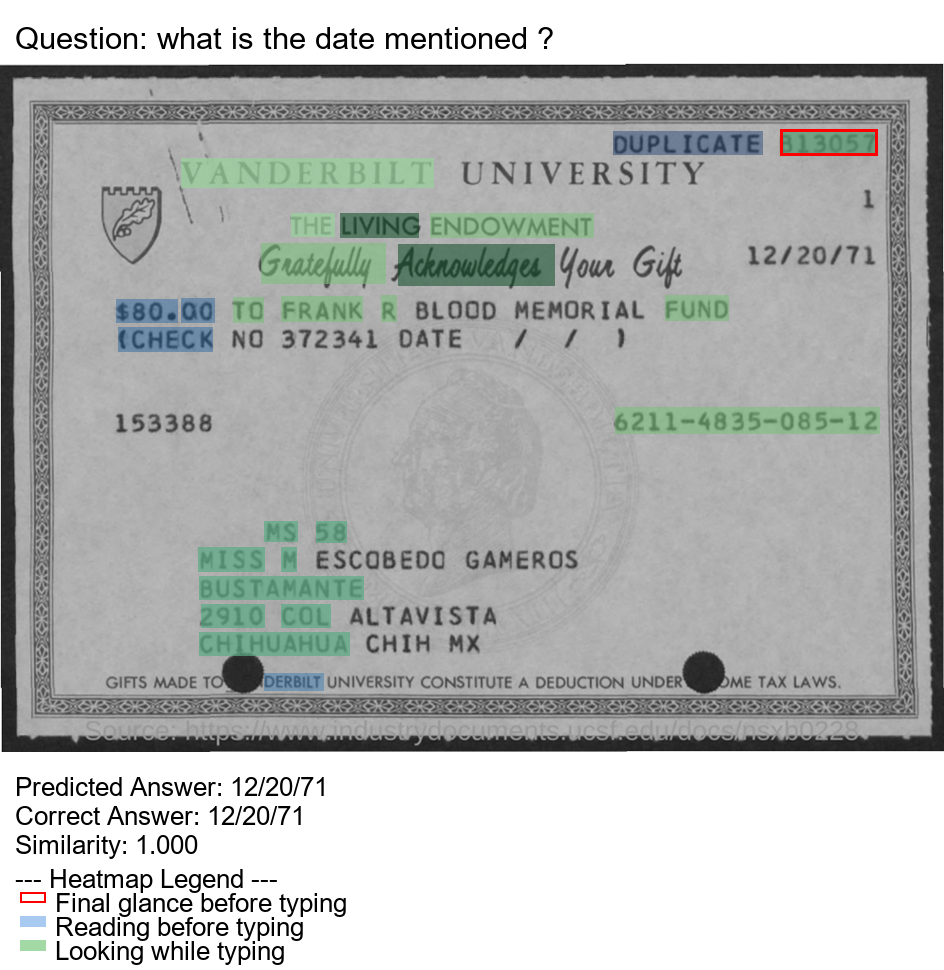 Question: what is the date mentioned ?
DUPLICATE 813057
VANDERBILT UNIVERSITY
1
THE LIVING ENDOWMENT
Gratefully Acknowledges Your Gift 12/20/71
$80.00 TO FRANK R BLOOD MEMORIAL FUND
(CHECK NO 372341 DATE / / )
153388 6211-4835-085-12
MS 58
MISS M ESCOBEDO GAMEROS
BUSTAMANTE
2910 COL ALTAVISTA
CHIHUAHUA CHIH MX
GIFTS MADE TO DERBILT UNIVERSITY CONSTITUTE A DEDUCTION UNDER OME TAX LAWS.
Source: https://www.industrydocuments.ucsf.edu/docs/nsxb0228
Predicted Answer: 12/20/71
Correct Answer: 12/20/71
Similarity: 1.000
--- Heatmap Legend ---
Final glance before typing
Reading before typing
Looking while typing